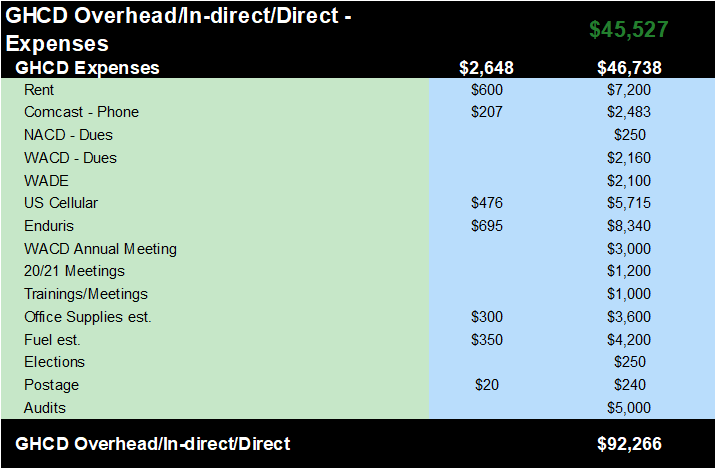 GHCD Overhead/In-direct/Direct -
Expenses $45,527
GHCD Expenses $2,648 $46,738
Rent $600 $7,200
Comcast - Phone $207 $2,483
NACD - Dues $250
WACD - Dues $2,160
WADE $2,100
US Cellular $476 $5,715
Enduris $695 $8,340
WACD Annual Meeting $3,000
20/21 Meetings $1,200
Trainings/Meetings $1,000
Office Supplies est. $300 $3,600
Fuel est. $350 $4,200
Elections $250
Postage $20 $240
Audits $5,000
GHCD Overhead/In-direct/Direct $92,266